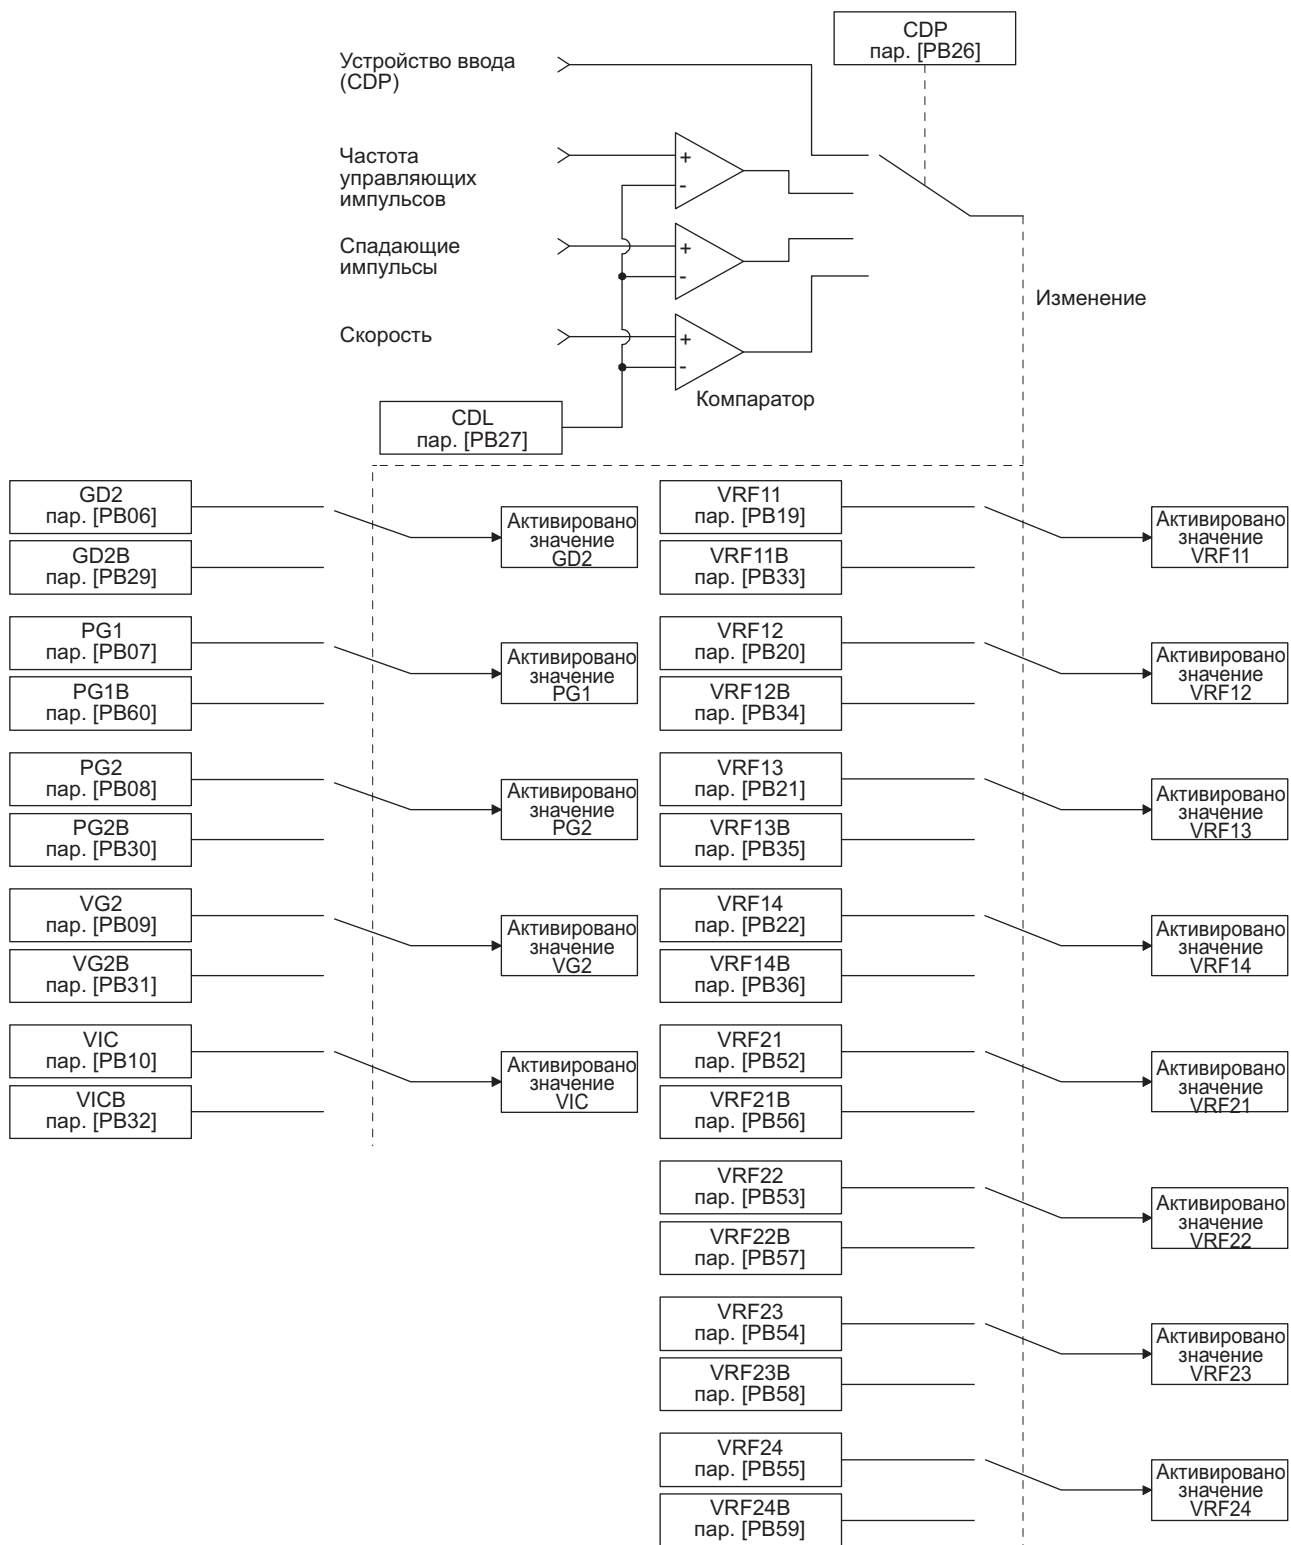 CDP
пар. [PB26]
Устройство ввода
(CDP)
Частота
управляющих
импульсов
+
-
Спадающие
импульсы
+
-
Изменение
Скорость
+
-
Компаратор
CDL
пар. [PB27]
GD2
пар. [PB06]
GD2B
пар. [PB29]
Активировано
значение
GD2
VRF11
пар. [PB19]
VRF11B
пар. [PB33]
Активировано
значение
VRF11
PG1
пар. [PB07]
PG1B
пар. [PB60]
Активировано
значение
PG1
VRF12
пар. [PB20]
VRF12B
пар. [PB34]
Активировано
значение
VRF12
PG2
пар. [PB08]
PG2B
пар. [PB30]
Активировано
значение
PG2
VRF13
пар. [PB21]
VRF13B
пар. [PB35]
Активировано
значение
VRF13
VG2
пар. [PB09]
VG2B
пар. [PB31]
Активировано
значение
VG2
VRF14
пар. [PB22]
VRF14B
пар. [PB36]
Активировано
значение
VRF14
VIC
пар. [PB10]
VICB
пар. [PB32]
Активировано
значение
VIC
VRF21
пар. [PB52]
VRF21B
пар. [PB56]
Активировано
значение
VRF21
VRF22
пар. [PB53]
VRF22B
пар. [PB57]
Активировано
значение
VRF22
VRF23
пар. [PB54]
VRF23B
пар. [PB58]
Активировано
значение
VRF23
VRF24
пар. [PB55]
VRF24B
пар. [PB59]
Активировано
значение
VRF24